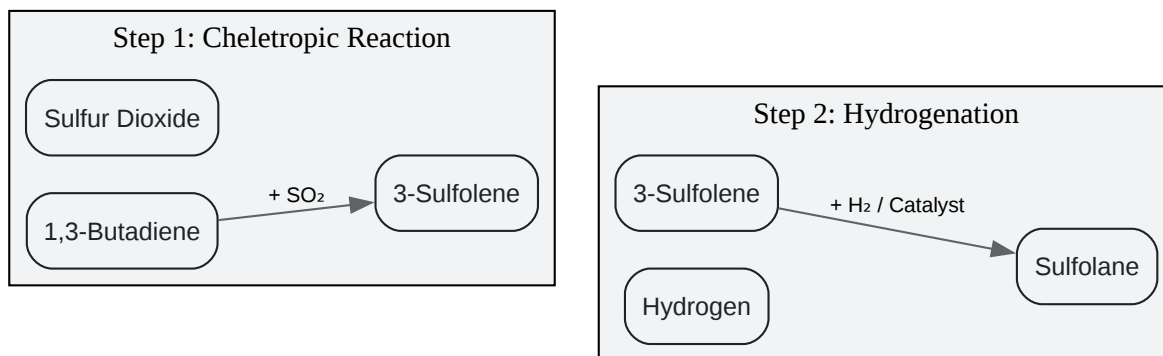 Step 1: Cheletropic Reaction
Sulfur Dioxide
1,3-Butadiene
+ SO₂
3-Sulfolene
Step 2: Hydrogenation
3-Sulfolene
+ H₂ / Catalyst
Sulfolane
Hydrogen